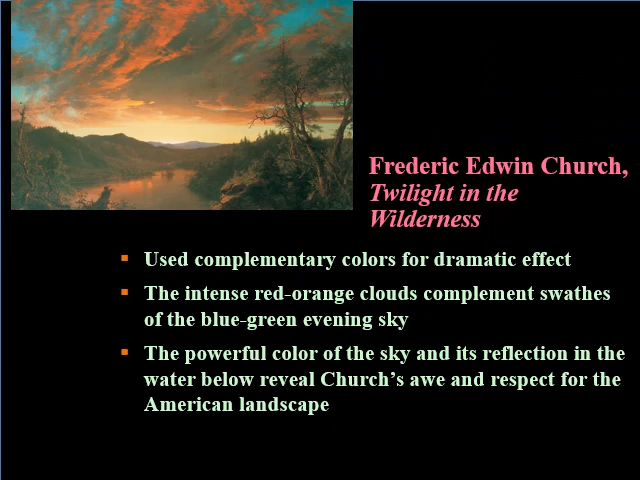 Frederic Edwin Church,
Twilight in the
Wilderness
▪ Used complementary colors for dramatic effect
▪ The intense red-orange clouds complement swathes
of the blue-green evening sky
▪ The powerful color of the sky and its reflection in the
water below reveal Church’s awe and respect for the
American landscape